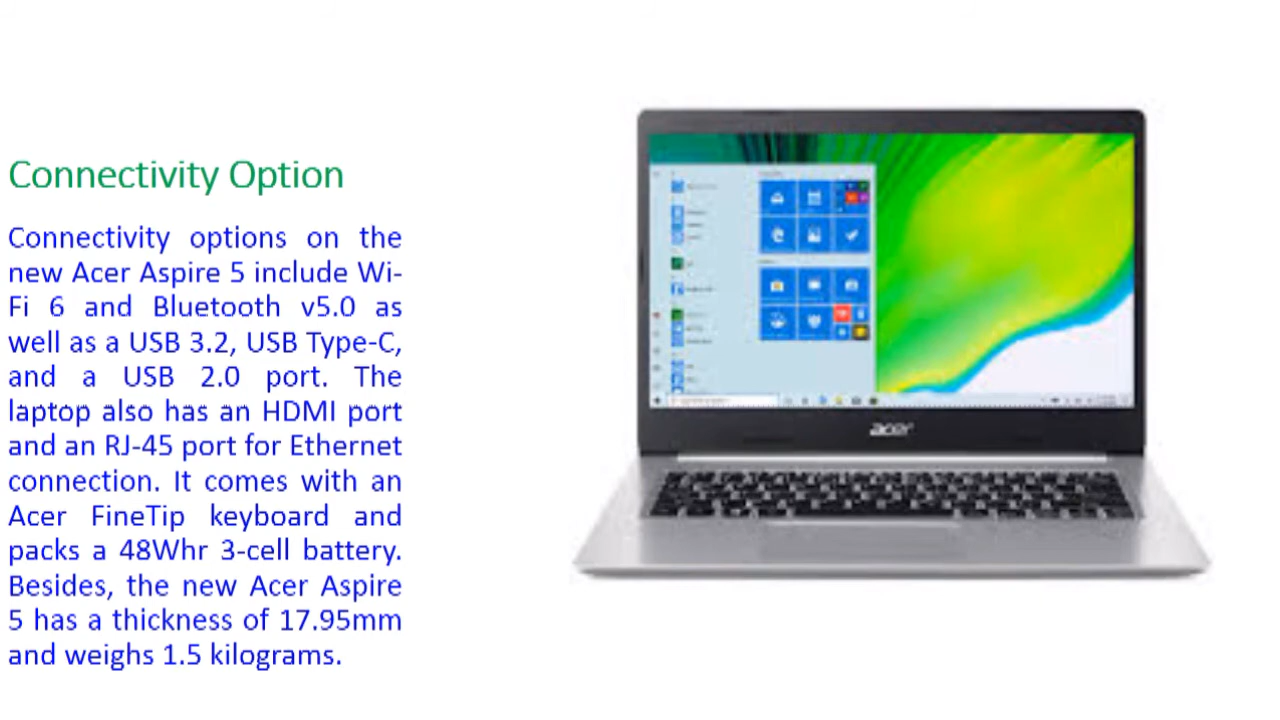 Connectivity Option
Connectivity options on the
new Acer Aspire 5 include Wi-
Fi 6 and Bluetooth v5.0 as
well as a USB 3.2, USB Type-C,
and a USB 2.0 port. The
laptop also has an HDMI port
and an RJ-45 port for Ethernet
connection. It comes with an
Acer FineTip keyboard and
packs a 48Whr 3-cell battery.
Besides, the new Acer Aspire
5 has a thickness of 17.95mm
and weighs 1.5 kilograms.
acer